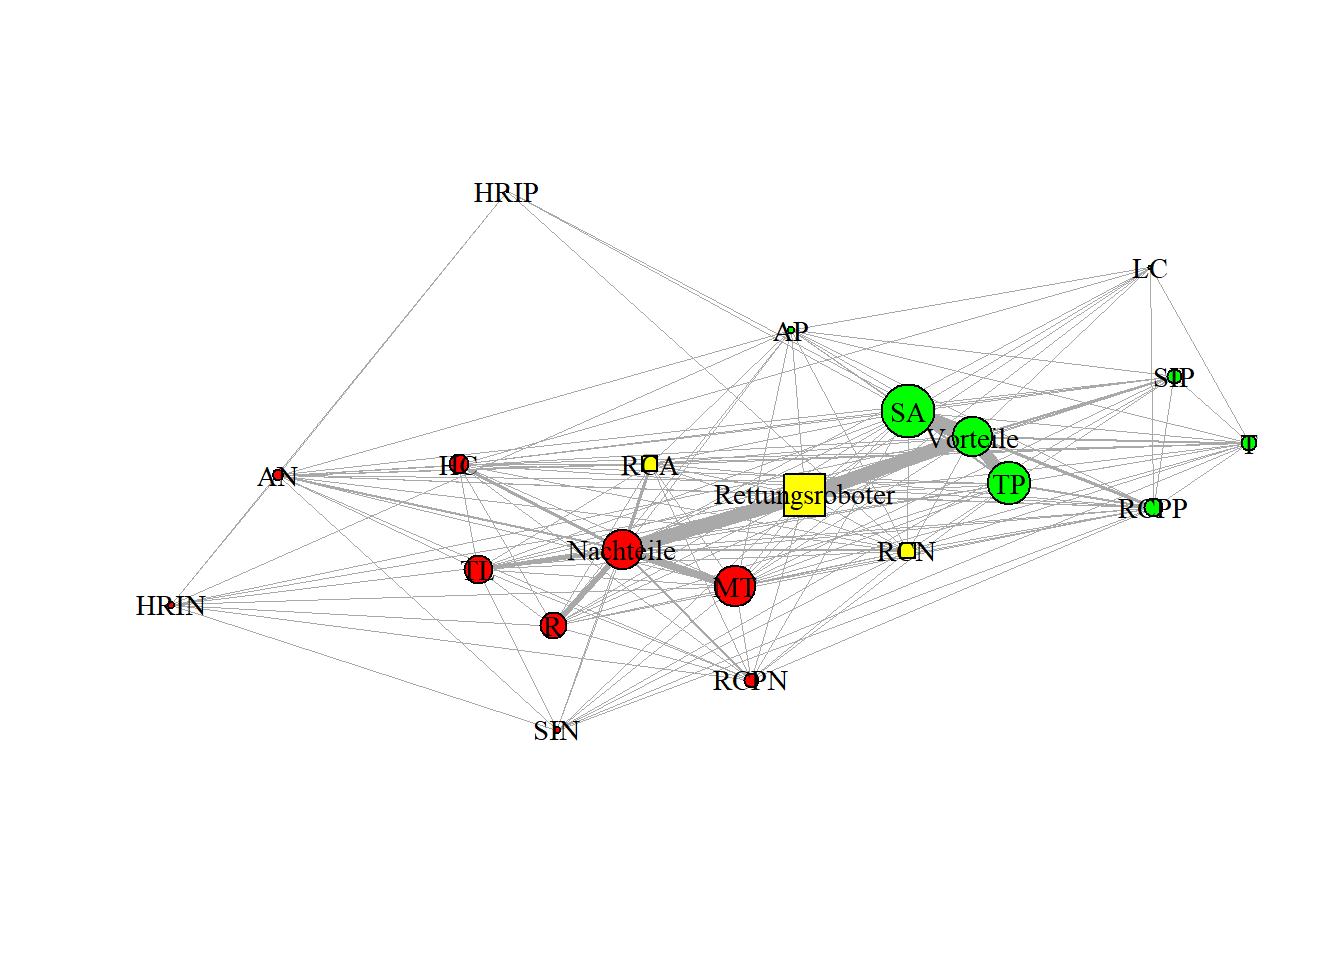 HRIP
LC
AP
SIP
SA
Vorteile
T
AN
HC
RCA
TP
Rettungsroboter
RCPP
Nachteile
RCN
TL
MT
HRIN
R
RCPN
SIN